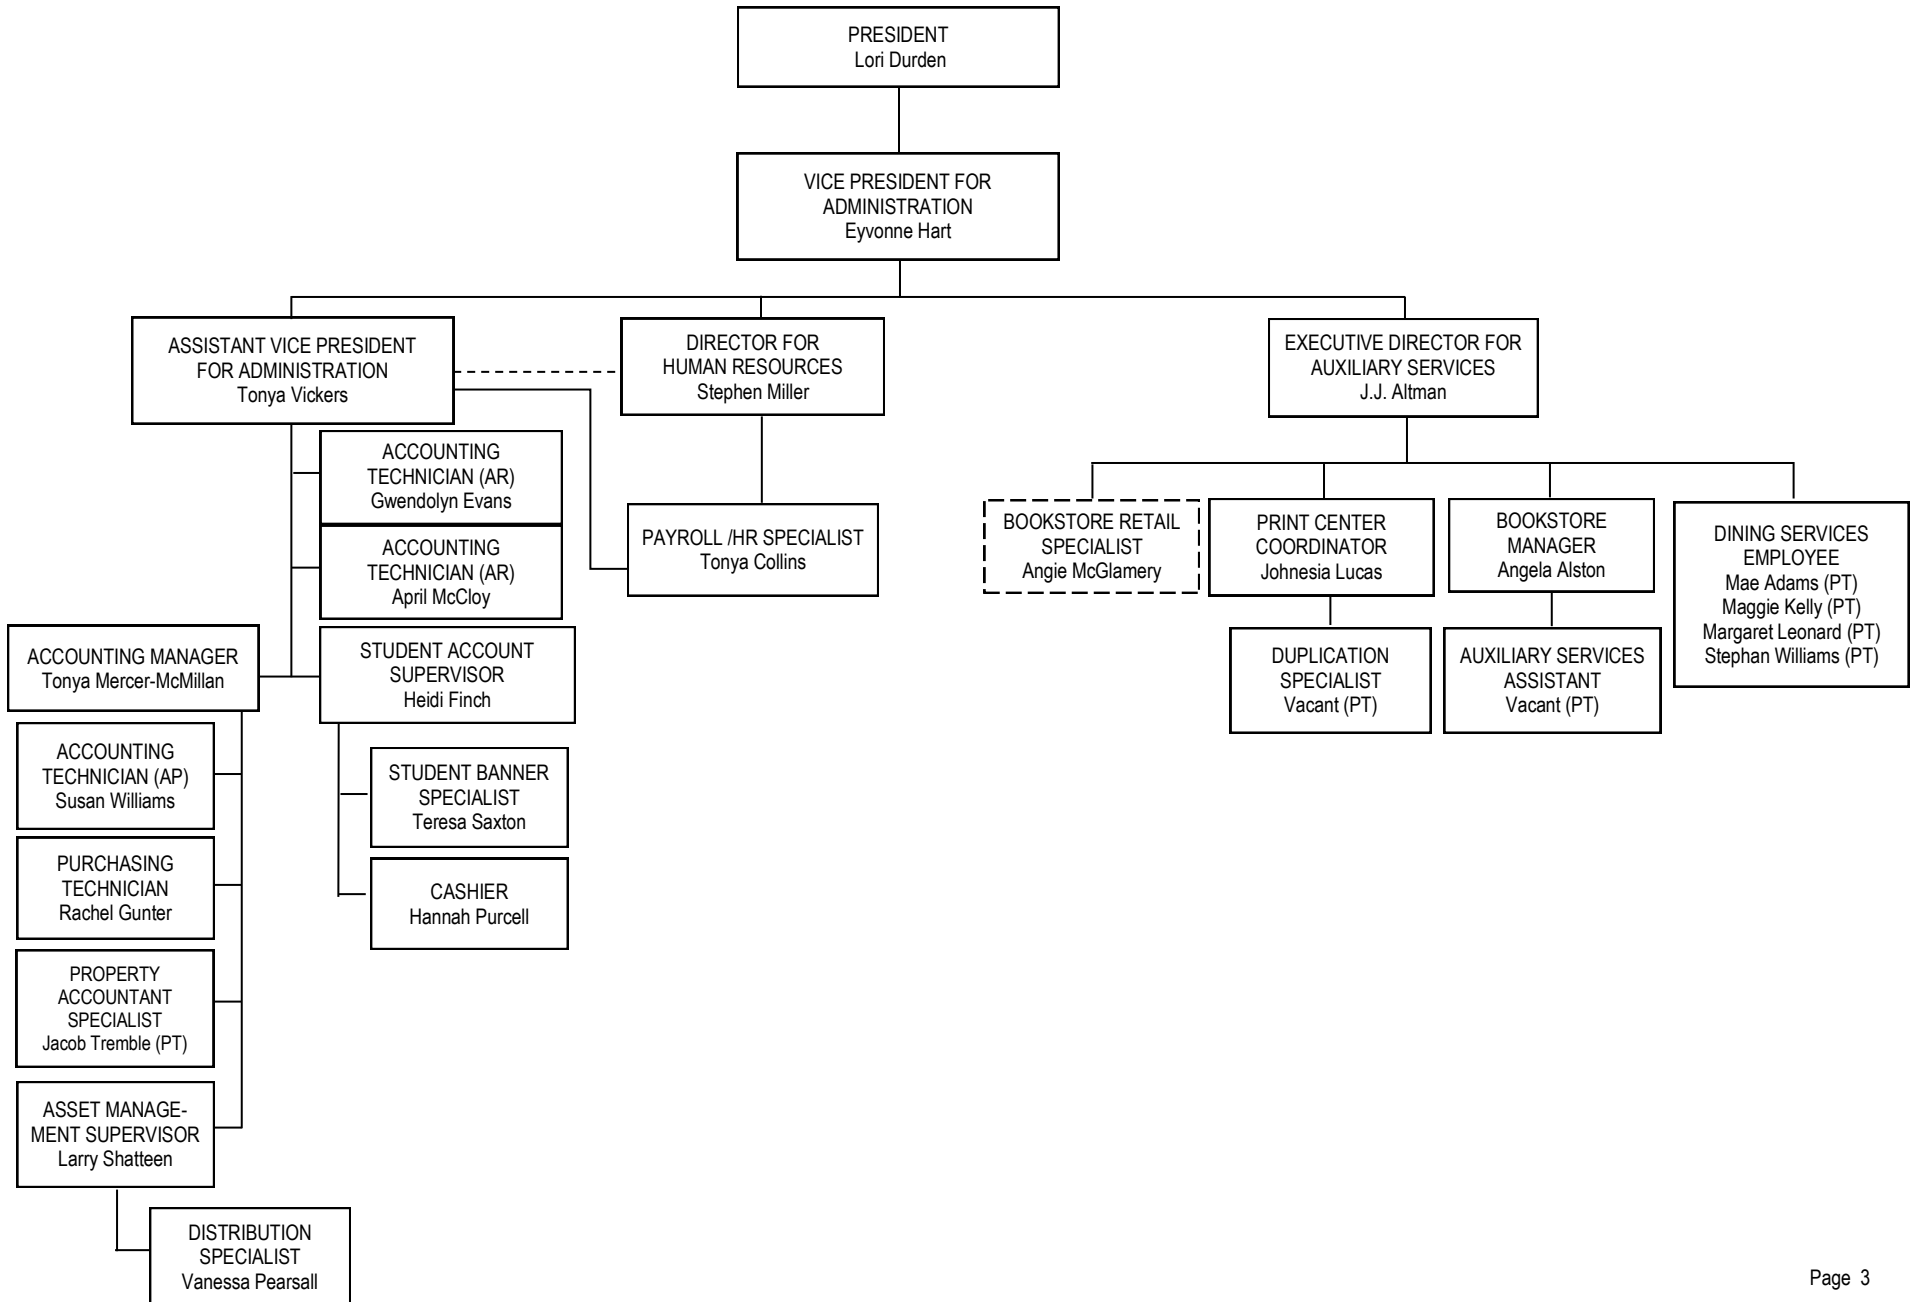 PRESIDENT
Lori Durden
VICE PRESIDENT FOR
ADMINISTRATION
Eyvonne Hart
ASSISTANT VICE PRESIDENT
FOR ADMINISTRATION
Tonya Vickers
DIRECTOR FOR
HUMAN RESOURCES
Stephen Miller
EXECUTIVE DIRECTOR FOR
AUXILIARY SERVICES
J.J. Altman
ACCOUNTING
TECHNICIAN (AR)
Gwendolyn Evans
ACCOUNTING
TECHNICIAN (AR)
April McCloy
PAYROLL /HR SPECIALIST
Tonya Collins
BOOKSTORE RETAIL
SPECIALIST
Angie McGlamery
PRINT CENTER
COORDINATOR
Johnesia Lucas
BOOKSTORE
MANAGER
Angela Alston
DINING SERVICES
EMPLOYEE
Mae Adams (PT)
Maggie Kelly (PT)
Margaret Leonard (PT)
Stephan Williams (PT)
ACCOUNTING MANAGER
Tonya Mercer-McMillan
STUDENT ACCOUNT
SUPERVISOR
Heidi Finch
DUPLICATION
SPECIALIST
Vacant (PT)
AUXILIARY SERVICES
ASSISTANT
Vacant (PT)
ACCOUNTING
TECHNICIAN (AP)
Susan Williams
STUDENT BANNER
SPECIALIST
Teresa Saxton
PURCHASING
TECHNICIAN
Rachel Gunter
CASHIER
Hannah Purcell
PROPERTY
ACCOUNTANT
SPECIALIST
Jacob Tremble (PT)
ASSET MANAGE-
MENT SUPERVISOR
Larry Shatteen
DISTRIBUTION
SPECIALIST
Vanessa Pearsall
Page 3